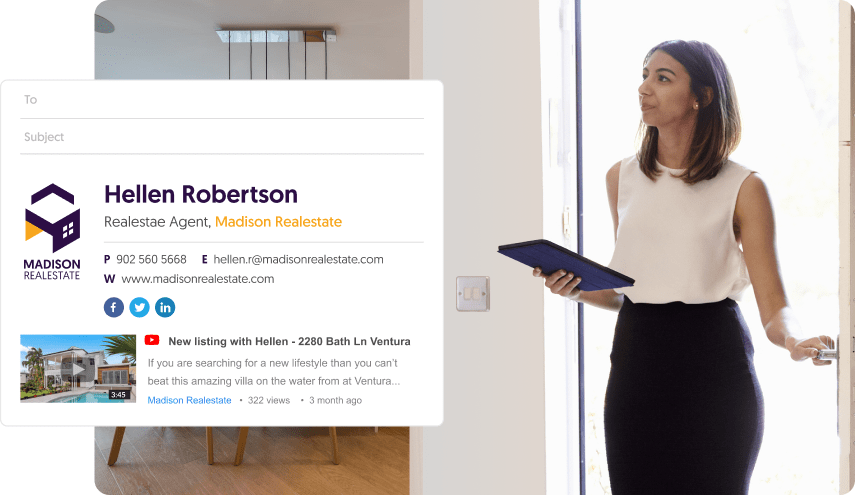 To
Subject
Hellen Robertson
Realestae Agent, Madison Realestate
MADISON
REALESTATE
P 902 560 5668 E hellen.r@madisonrealestate.com
W www.madisonrealestate.com
f in
New listing with Hellen - 2280 Bath Ln Ventura
If you are searching for a new lifestyle than you can't
beat this amazing villa on the water from at Ventura...
3:45
Madison Realestate • 322 views • 3 month ago